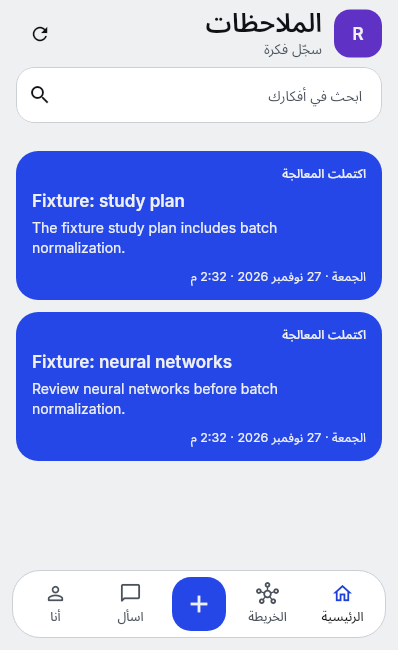 R
الملاحظات
سجّل فكرة
ابحث في أفكارك
اكتملت المعالجة
Fixture: study plan
The fixture study plan includes batch
normalization.
الجمعة · 27 نوفمبر 2026 · 2:32 م
اكتملت المعالجة
Fixture: neural networks
Review neural networks before batch
normalization.
الجمعة · 27 نوفمبر 2026 · 2:32 م
الرئيسية
الخريطة
اسأل
أنا